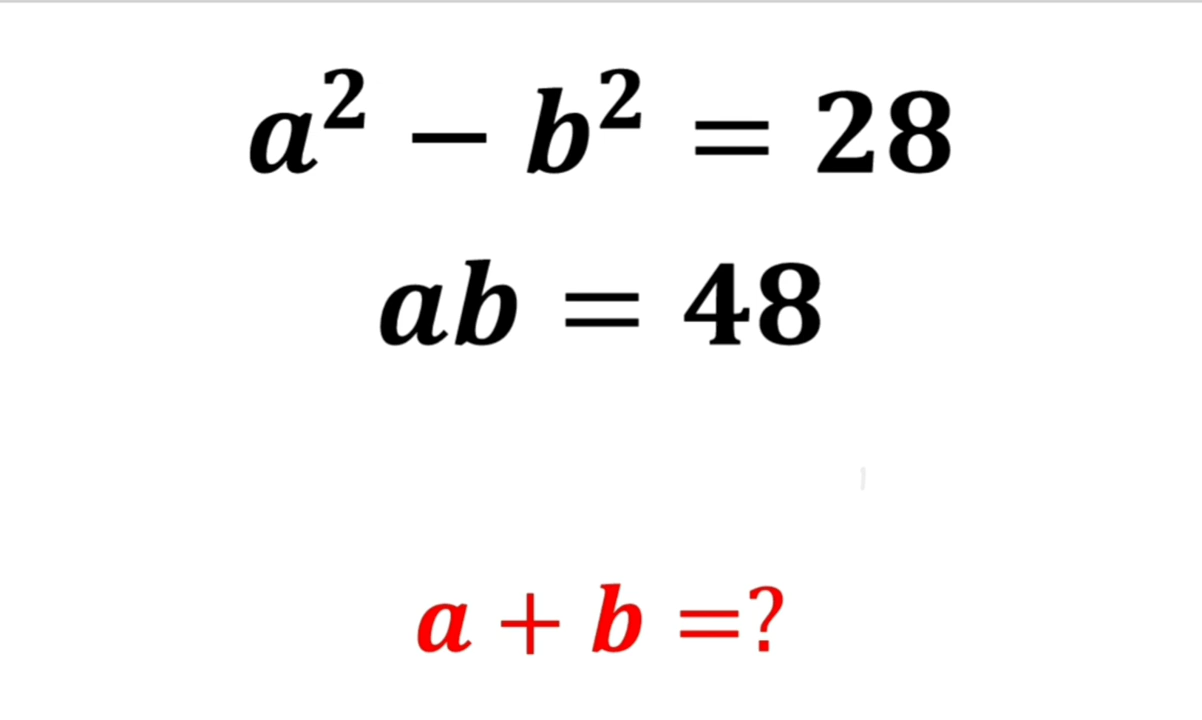 a² − b² = 28
ab = 48
a + b =?